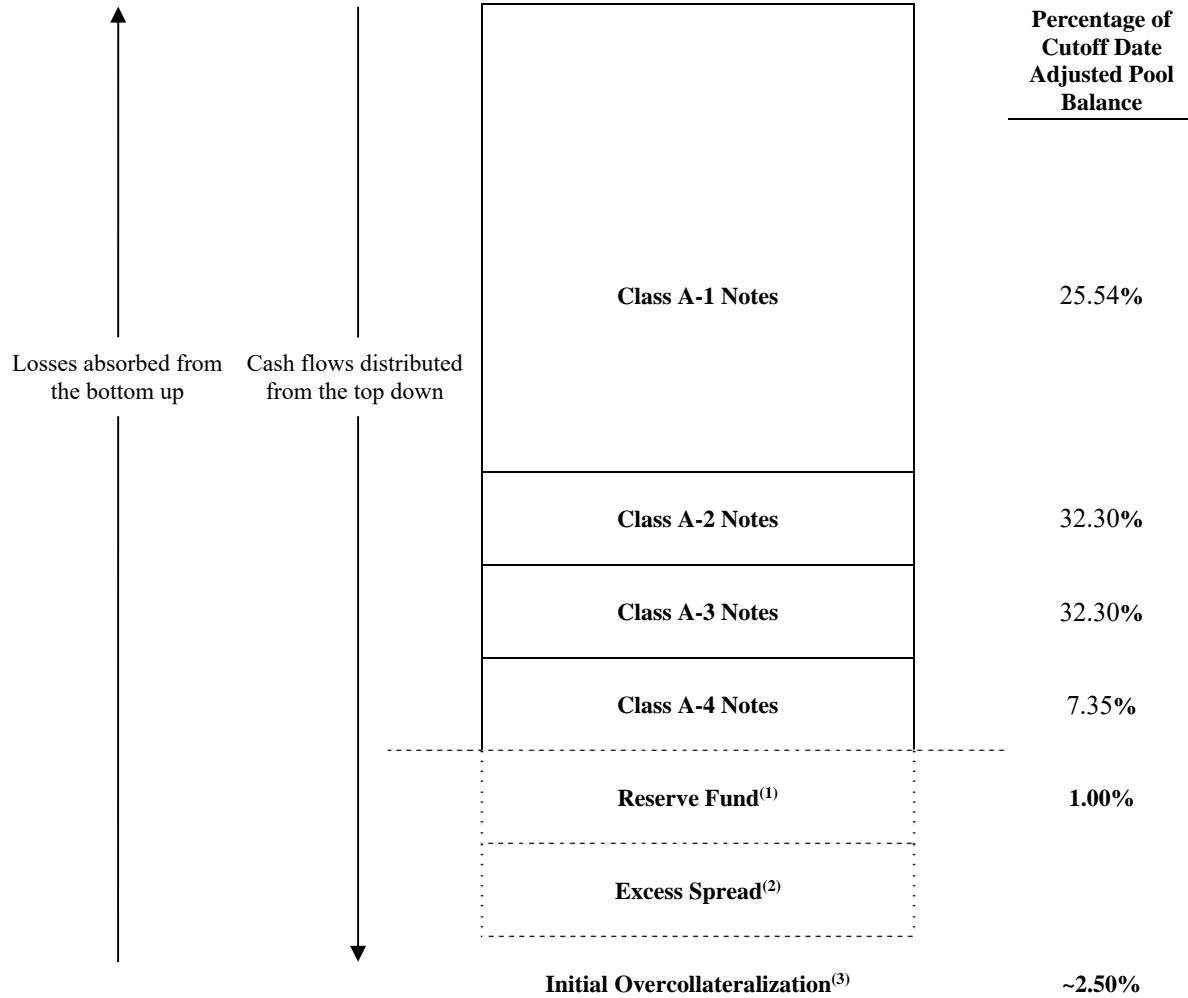 Percentage of
Cutoff Date
Adjusted Pool
Balance
Class A-1 Notes 25.54%
Losses absorbed from
the bottom up
Cash flows distributed
from the top down
Class A-2 Notes 32.30%
Class A-3 Notes 32.30%
Class A-4 Notes 7.35%
Reserve Fund(1) 1.00%
Excess Spread(2)
Initial Overcollateralization(3) ~2.50%